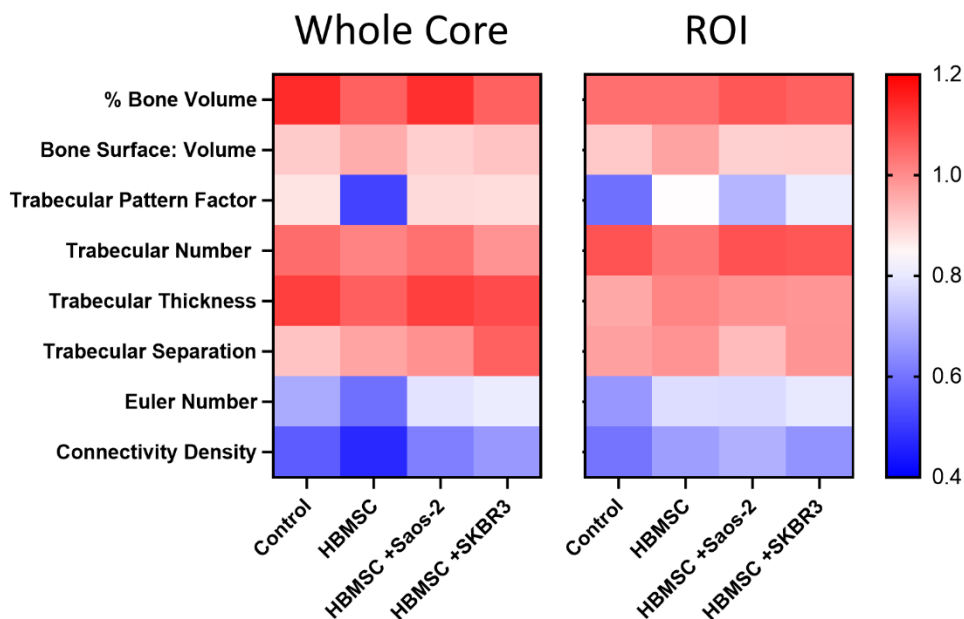 Whole Core
ROI
% Bone Volume
Bone Surface: Volume
Trabecular Pattern Factor
Trabecular Number
Trabecular Thickness
Trabecular Separation
Euler Number
Connectivity Density
Control
HBMSC
HBMSC +Saos-2
HBMSC +SKBR3
Control
HBMSC
HBMSC +Saos-2
HBMSC +SKBR3
1.2
1.0
0.8
0.6
0.4